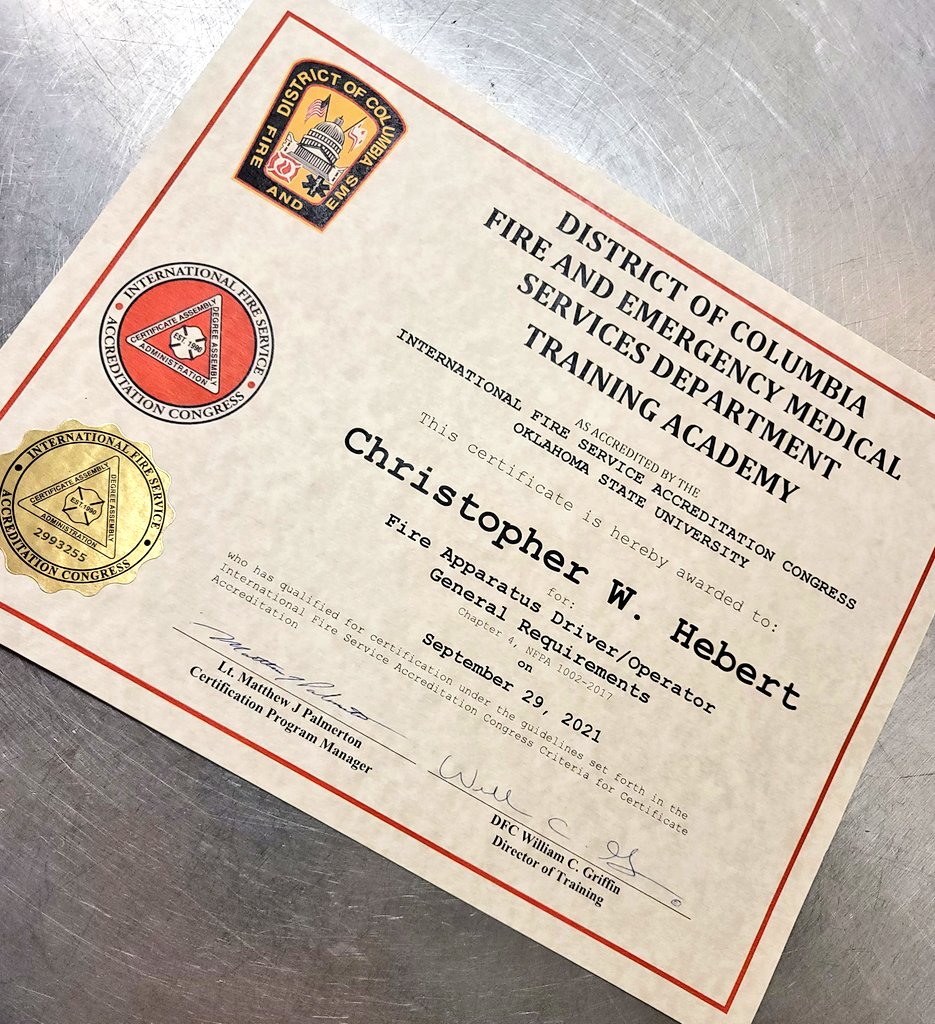 DISTRICT OF COLUMBIA
FIRE AND EMS
INTERNATIONAL FIRE SERVICE
ACCREDITATION CONGRESS
CERTIFICATE ASSEMBLY
DEGREE ASSEMBLY
ADMINISTRATION
EST. 1990
INTERNATIONAL FIRE SERVICE
ACCREDITATION CONGRESS
CERTIFICATE ASSEMBLY
DEGREE ASSEMBLY
ADMINISTRATION
EST. 1990
2993255
DISTRICT OF COLUMBIA
FIRE AND EMERGENCY MEDICAL
SERVICES DEPARTMENT
TRAINING ACADEMY
AS ACCREDITED BY THE
INTERNATIONAL FIRE SERVICE ACCREDITATION CONGRESS
OKLAHOMA STATE UNIVERSITY
This certificate is hereby awarded to:
Christopher W. Hebert
for:
Fire Apparatus Driver/Operator
General Requirements
Chapter 4, NFPA 1002-2017
on
September 29, 2021
who has qualified for certification under the guidelines set forth in the
International Fire Service Accreditation Congress Criteria for Certificate
Accreditation
Lt. Matthew J Palmerton
Certification Program Manager
Will C G
DFC William C. Griffin
Director of Training